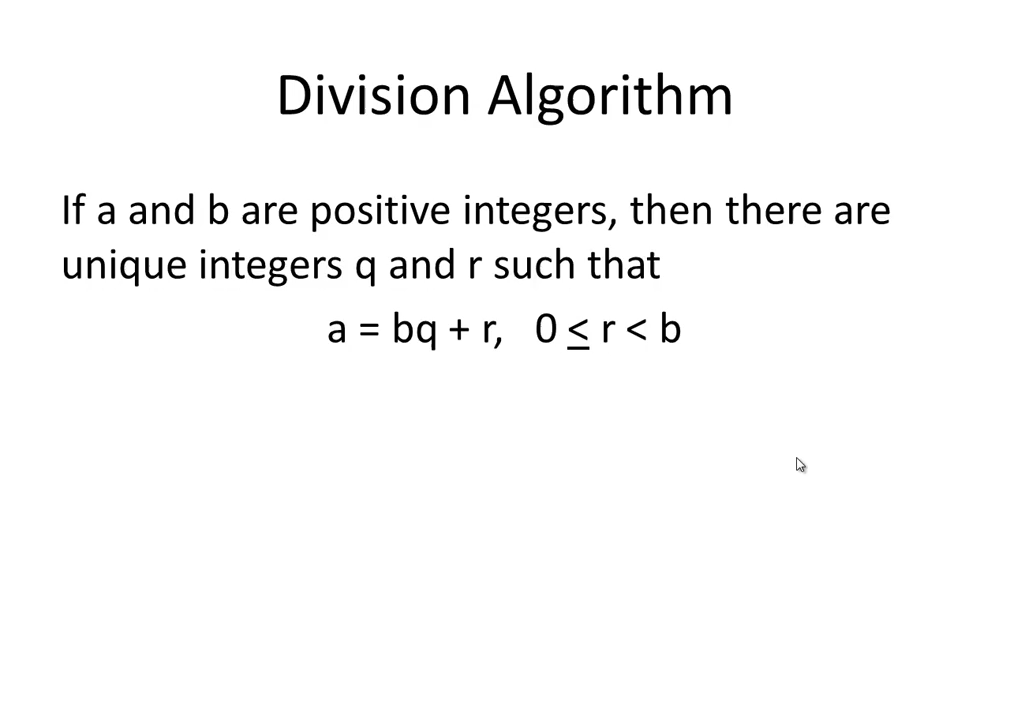 Division Algorithm
If a and b are positive integers, then there are
unique integers q and r such that
a = bq + r,   0 ≤ r < b